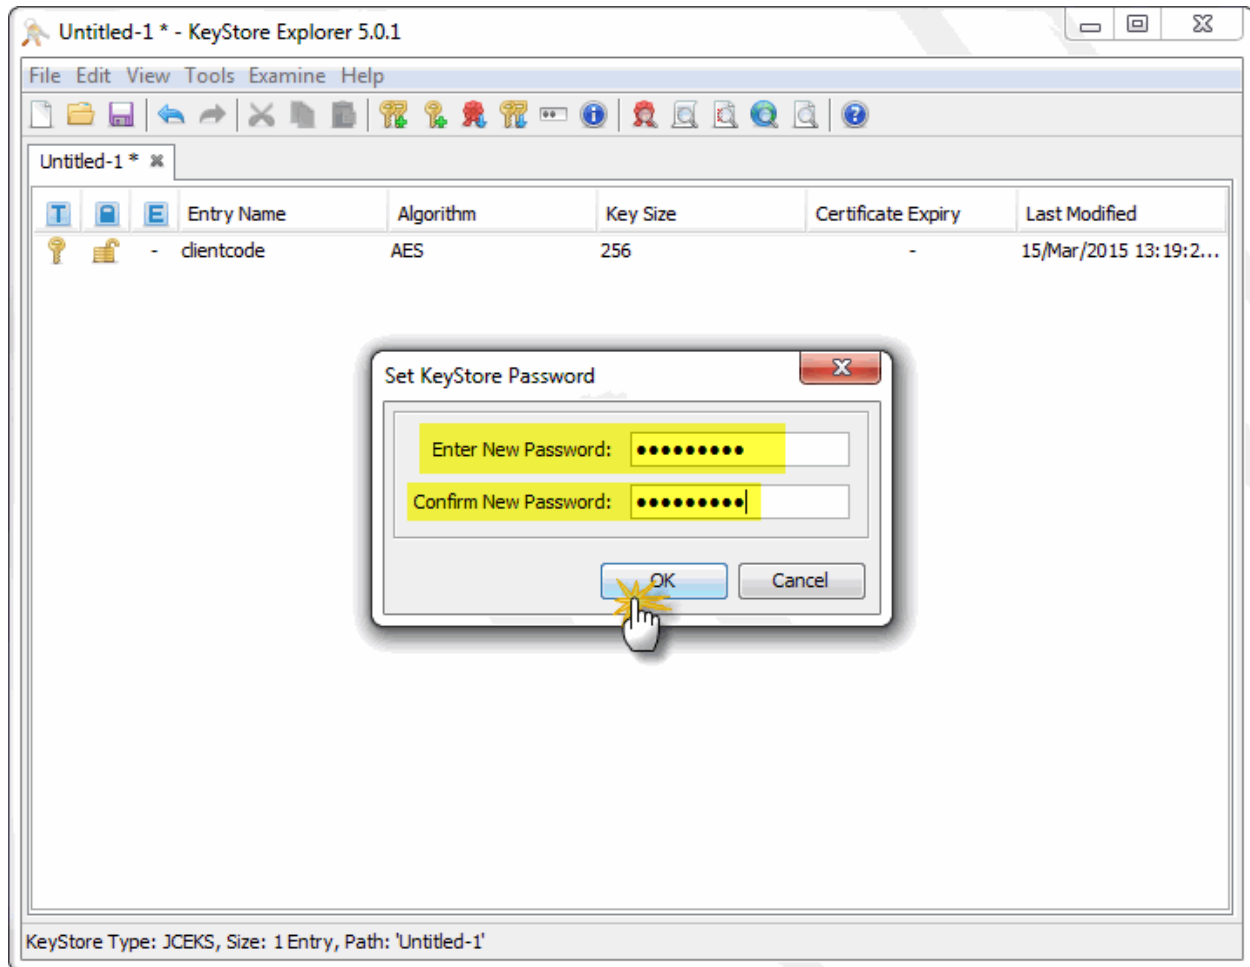 Untitled-1 * - KeyStore Explorer 5.0.1
File Edit View Tools Examine Help
Untitled-1 *
T E Entry Name Algorithm Key Size Certificate Expiry Last Modified
- clientcode AES 256 - 15/Mar/2015 13:19:2...
Set KeyStore Password
Enter New Password: •••••••••
Confirm New Password: •••••••••
OK Cancel
KeyStore Type: JCEKS, Size: 1 Entry, Path: 'Untitled-1'